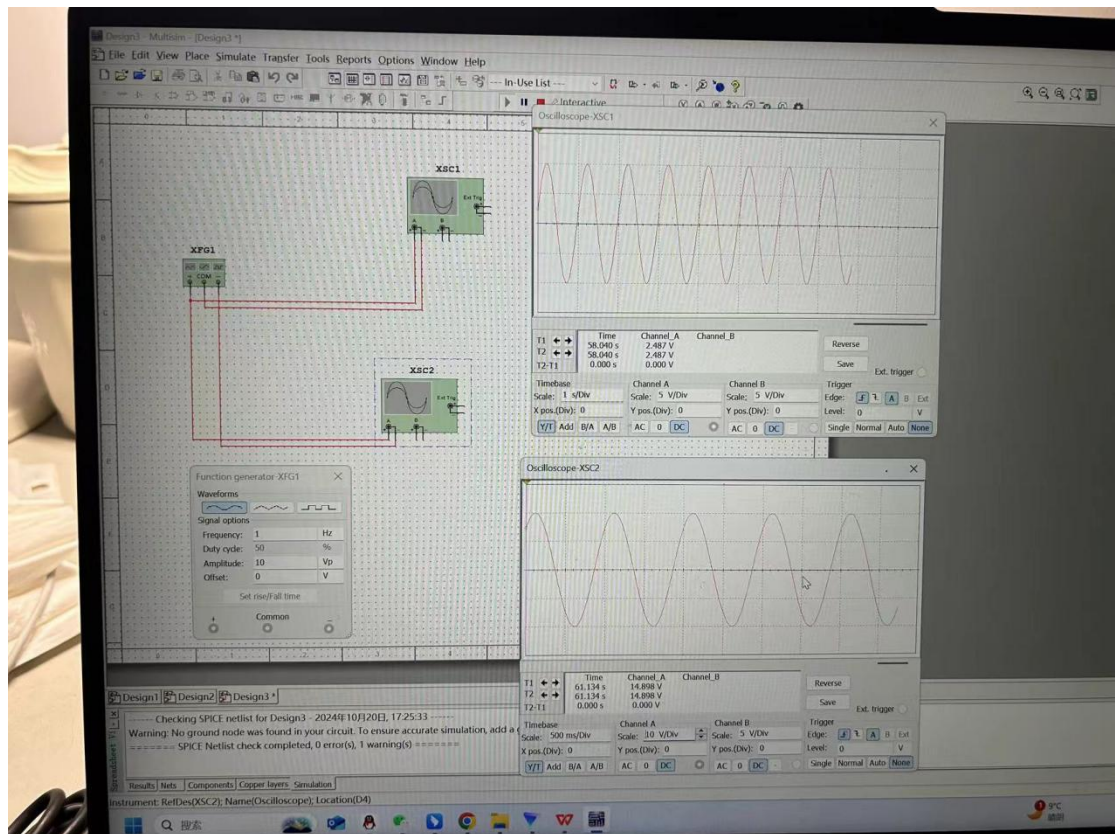 Design3 - Multisim - [Design3 *]
File Edit View Place Simulate Transfer Tools Reports Options Window Help
--- In-Use List ---
Interactive
Oscilloscope-XSC1
XSC1
Ext Trig
A B
XFG1
COM
XSC2
Ext Trig
A B
Time Channel_A Channel_B
T1 58.040 s 2.487 V
T2 58.040 s 2.487 V
T2-T1 0.000 s 0.000 V
Reverse
Save
Ext. trigger
Timebase Channel A Channel B Trigger
Scale: 1 s/Div Scale: 5 V/Div Scale: 5 V/Div Edge: A B Ext
X pos.(Div): 0 Y pos.(Div): 0 Y pos.(Div): 0 Level: 0 V
Y/T Add B/A A/B AC 0 DC AC 0 DC - Single Normal Auto None
Function generator-XFG1
Waveforms
Signal options
Frequency: 1 Hz
Duty cycle: 50 %
Amplitude: 10 Vp
Offset: 0 V
Set rise/Fall time
+ Common −
Oscilloscope-XSC2
Time Channel_A Channel_B
T1 61.134 s 14.898 V
T2 61.134 s 14.898 V
T2-T1 0.000 s 0.000 V
Reverse
Save
Ext. trigger
Timebase Channel A Channel B Trigger
Scale: 500 ms/Div Scale: 10 V/Div Scale: 5 V/Div Edge: A B Ext
X pos.(Div): 0 Y pos.(Div): 0 Y pos.(Div): 0 Level: 0 V
Y/T Add B/A A/B AC 0 DC AC 0 DC - Single Normal Auto None
Design1 Design2 Design3 *
------ Checking SPICE netlist for Design3 - 2024年10月20日, 17:25:33 ------
Warning: No ground node was found in your circuit. To ensure accurate simulation, add a
======= SPICE Netlist check completed, 0 error(s), 1 warning(s) =======
Spreadsheet Vi
Results Nets Components Copper layers Simulation
Instrument: RefDes(XSC2); Name(Oscilloscope); Location(D4)
搜索
1
9°C
晴朗